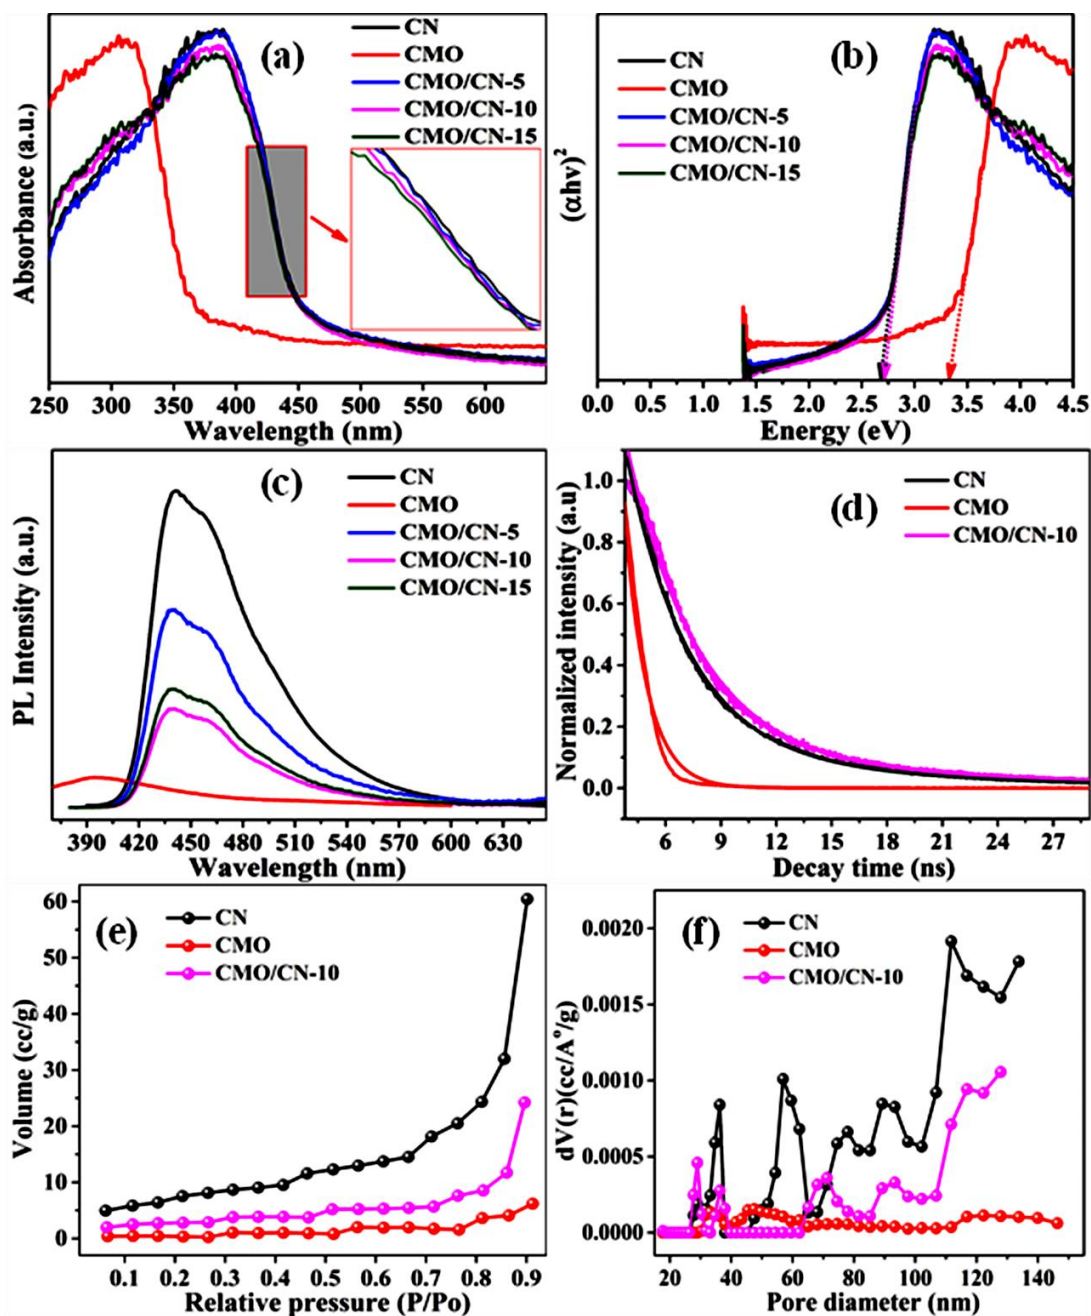 (a)
CN
CMO
CMO/CN-5
CMO/CN-10
CMO/CN-15
Absorbance (a.u.)
250 300 350 400 450 500 550 600
Wavelength (nm)
(b)
CN
CMO
CMO/CN-5
CMO/CN-10
CMO/CN-15
(αhν)²
0.0 0.5 1.0 1.5 2.0 2.5 3.0 3.5 4.0 4.5
Energy (eV)
(c)
CN
CMO
CMO/CN-5
CMO/CN-10
CMO/CN-15
PL Intensity (a.u.)
390 420 450 480 510 540 570 600 630
Wavelength (nm)
(d)
CN
CMO
CMO/CN-10
Normalized intensity (a.u)
1.0
0.8
0.6
0.4
0.2
0.0
6 9 12 15 18 21 24 27
Decay time (ns)
(e)
CN
CMO
CMO/CN-10
Volume (cc/g)
60
50
40
30
20
10
0
0.1 0.2 0.3 0.4 0.5 0.6 0.7 0.8 0.9
Relative pressure (P/Po)
(f)
CN
CMO
CMO/CN-10
dV(r)(cc/A°/g)
0.0020
0.0015
0.0010
0.0005
0.0000
20 40 60 80 100 120 140
Pore diameter (nm)